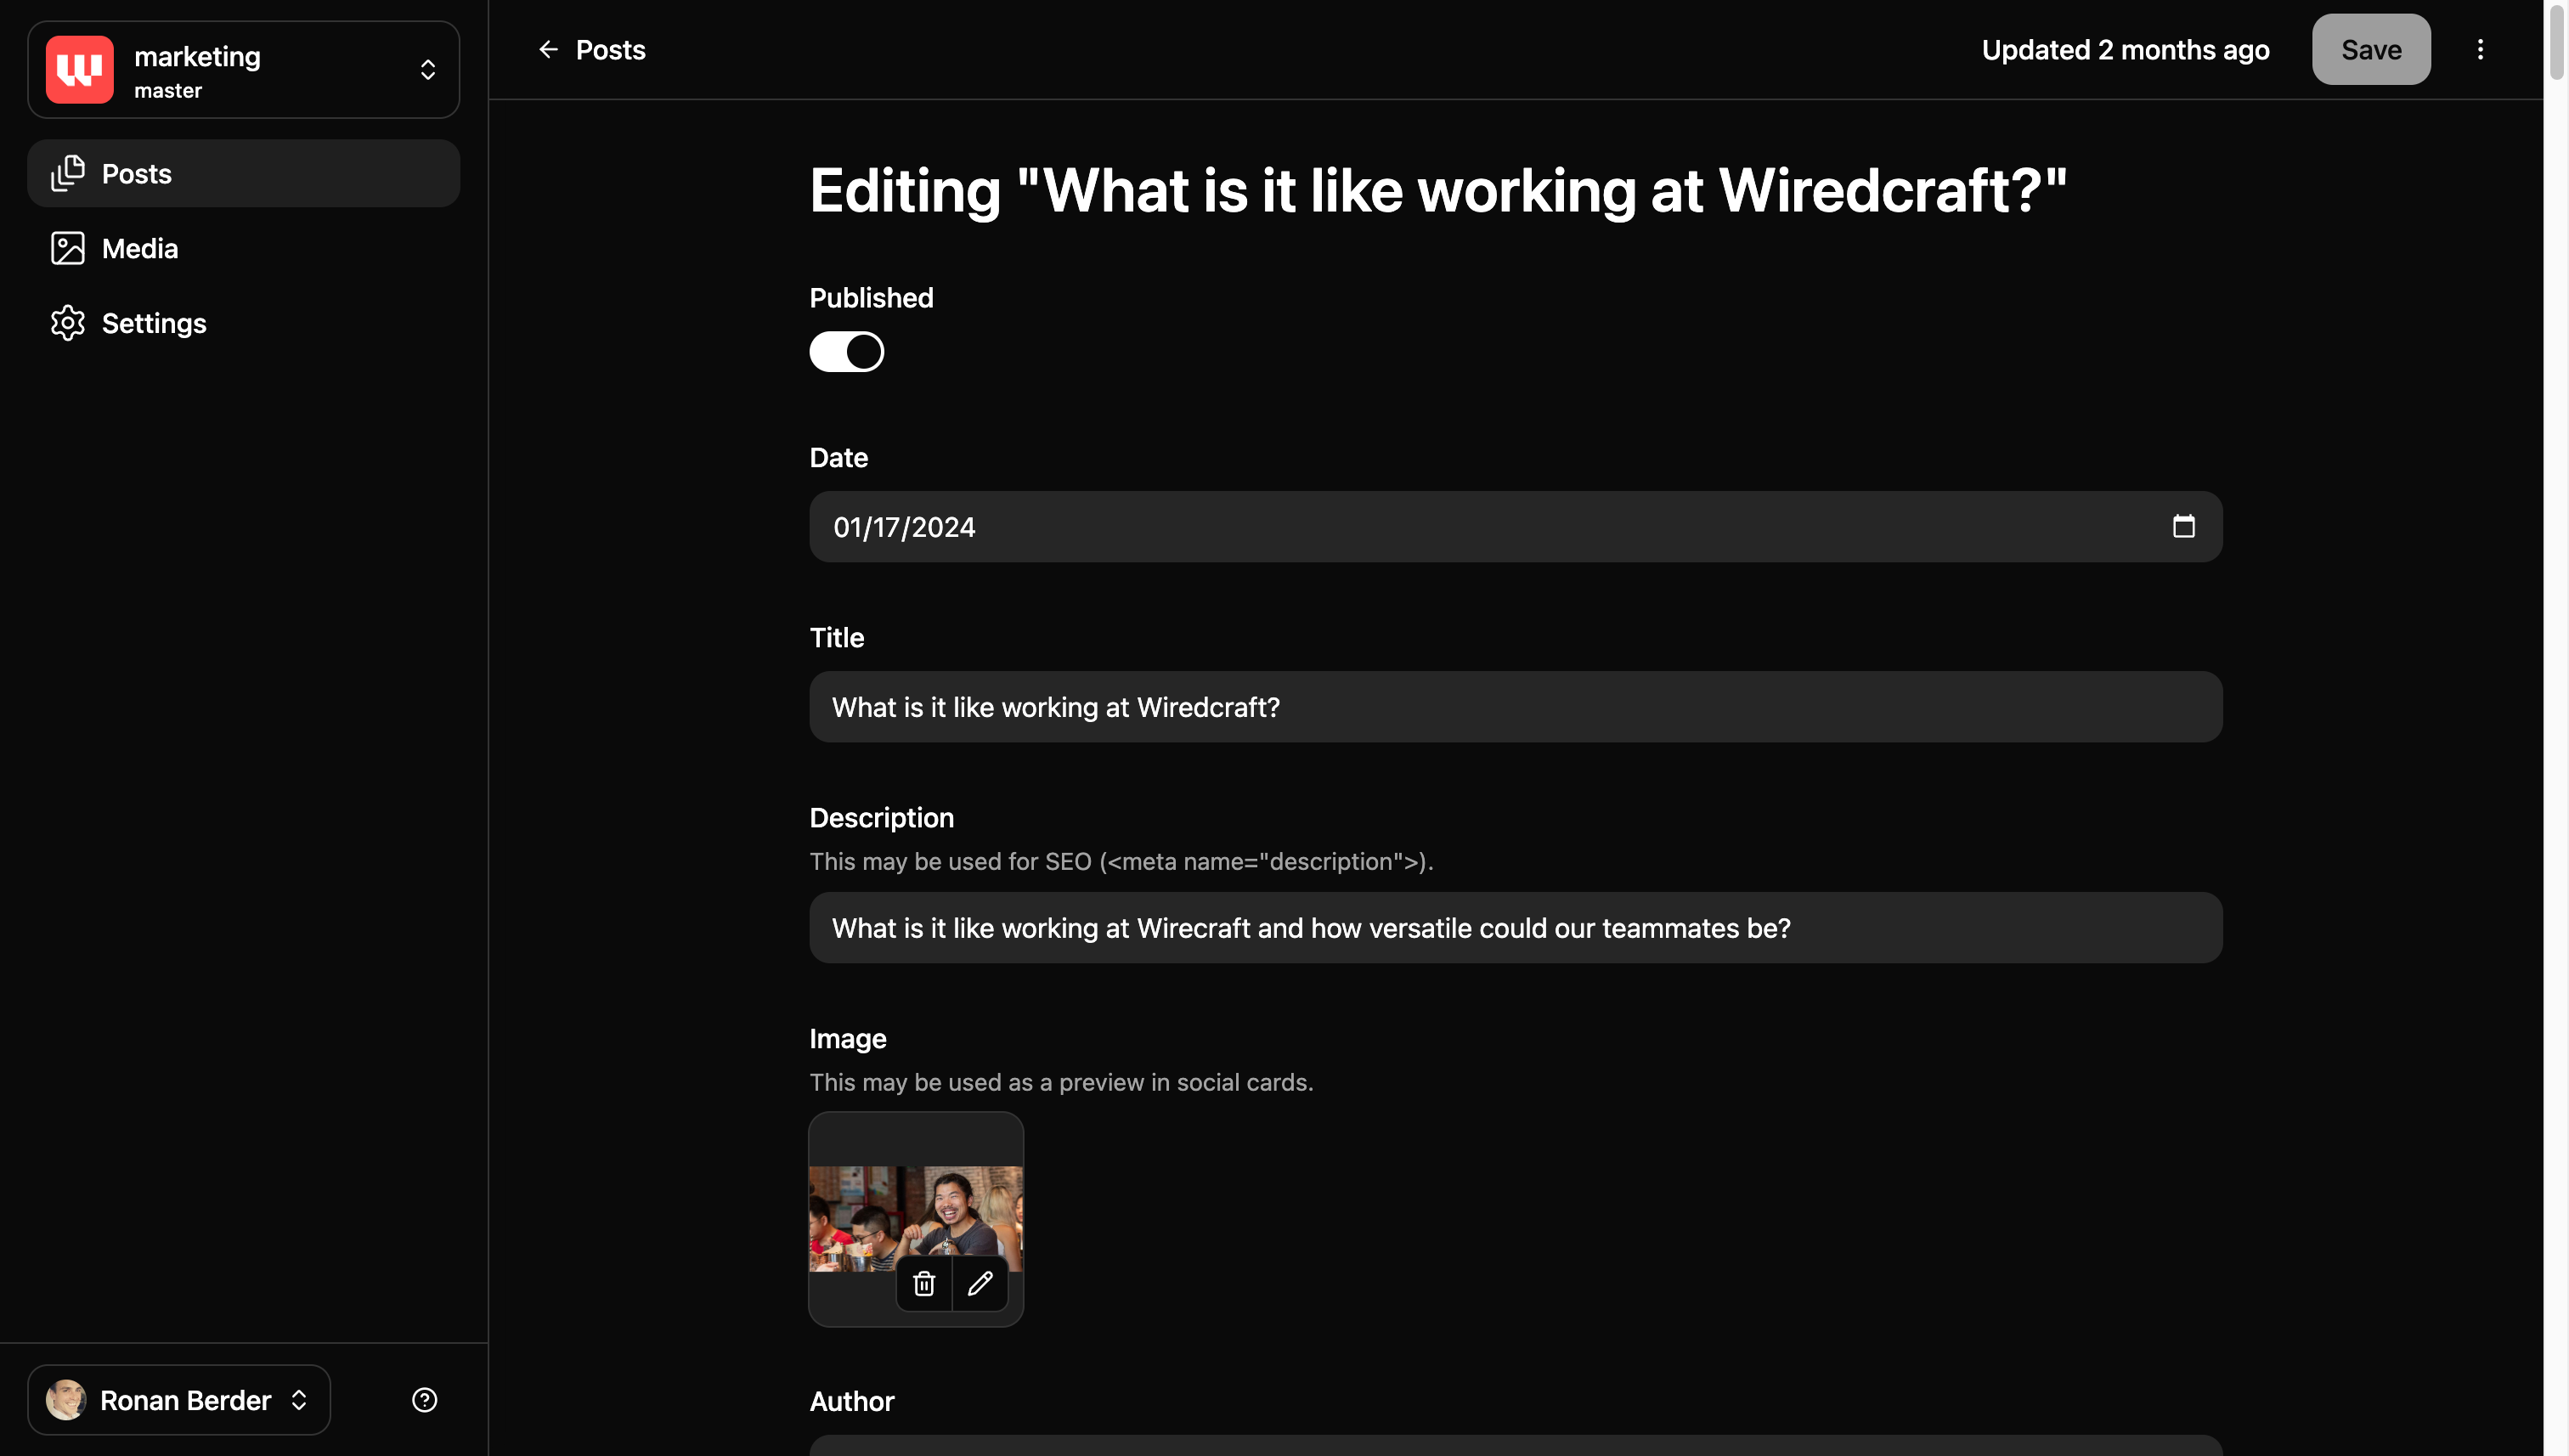 marketing
master
Posts
Media
Settings
Ronan Berder
Posts
Updated 2 months ago
Save
Editing "What is it like working at Wiredcraft?"
Published
Date
01/17/2024
Title
What is it like working at Wiredcraft?
Description
This may be used for SEO (<meta name="description">).
What is it like working at Wirecraft and how versatile could our teammates be?
Image
This may be used as a preview in social cards.
Author